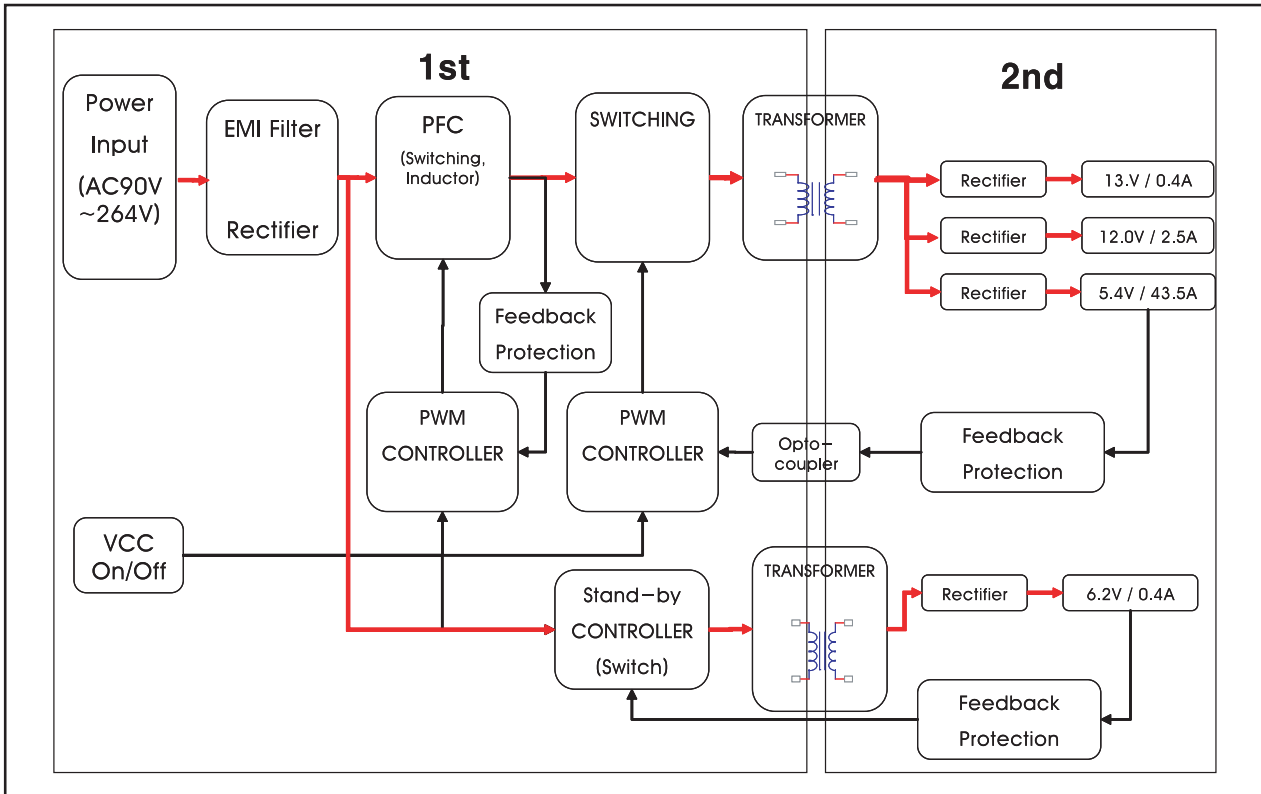 1st
2nd
Power
Input
(AC90V
~264V)
EMI Filter
Rectifier
PFC
(Switching,
Inductor)
SWITCHING
TRANSFORMER
Rectifier
13.V / 0.4A
Rectifier
12.0V / 2.5A
Rectifier
5.4V / 43.5A
Feedback
Protection
PWM
CONTROLLER
PWM
CONTROLLER
Opto-
coupler
Feedback
Protection
VCC
On/Off
Stand-by
CONTROLLER
(Switch)
TRANSFORMER
Rectifier
6.2V / 0.4A
Feedback
Protection